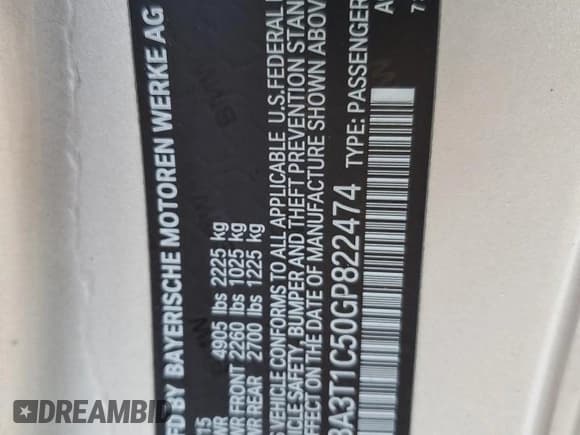 FD BY BAYERISCHE MOTOREN WERKE AG
15
WR 4905 lbs 2225 kg
WR FRONT 2260 lbs 1025 kg
WR REAR 2700 lbs 1225 kg
S VEHICLE CONFORMS TO ALL APPLICABLE U.S.FEDERAL
ICLE SAFETY, BUMPER AND THEFT PREVENTION STAN
ON DATE OF MANUFACTURE SHOWN ABOV
BA3T1C50GP822474 TYPE: PASSENGER
DREAMBID